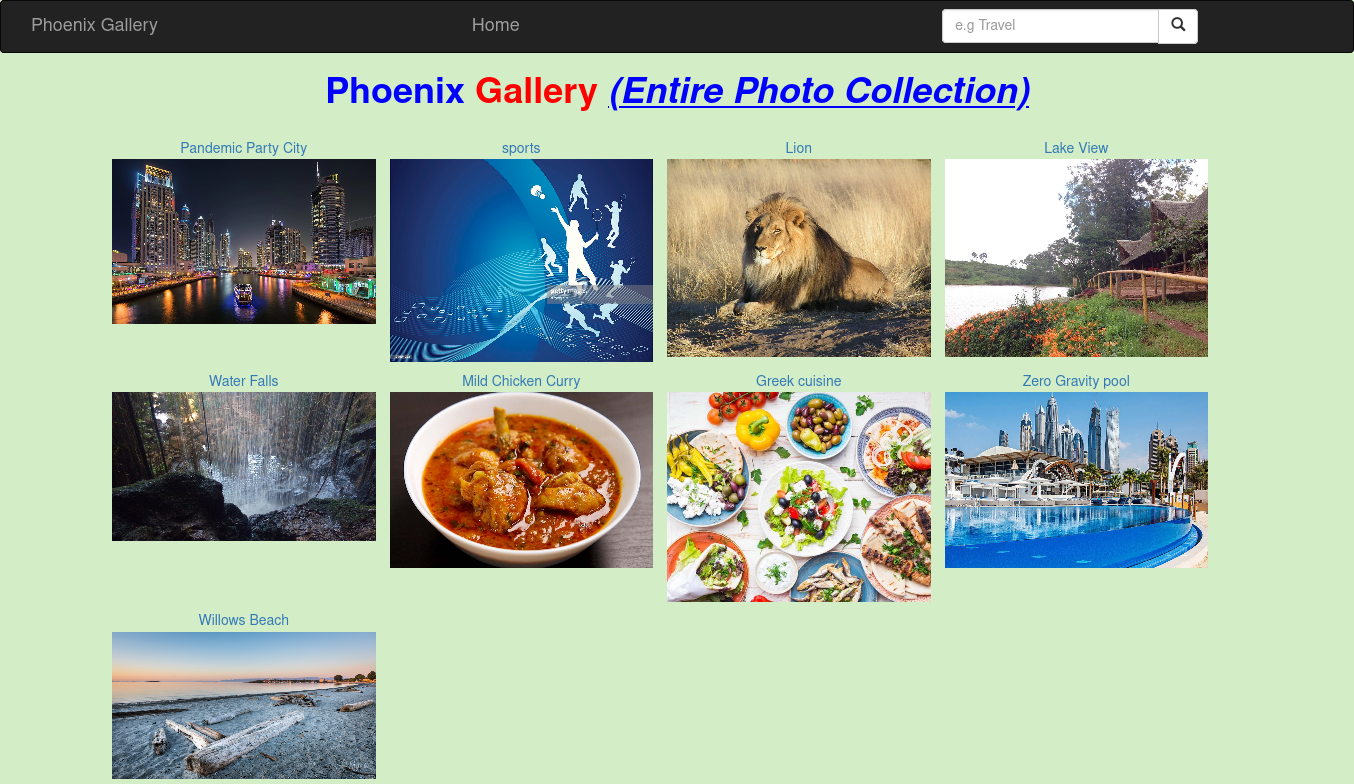 Phoenix Gallery
Home
e.g Travel
Phoenix Gallery (Entire Photo Collection)
Pandemic Party City
sports
Lion
Lake View
Water Falls
Mild Chicken Curry
Greek cuisine
Zero Gravity pool
Willows Beach